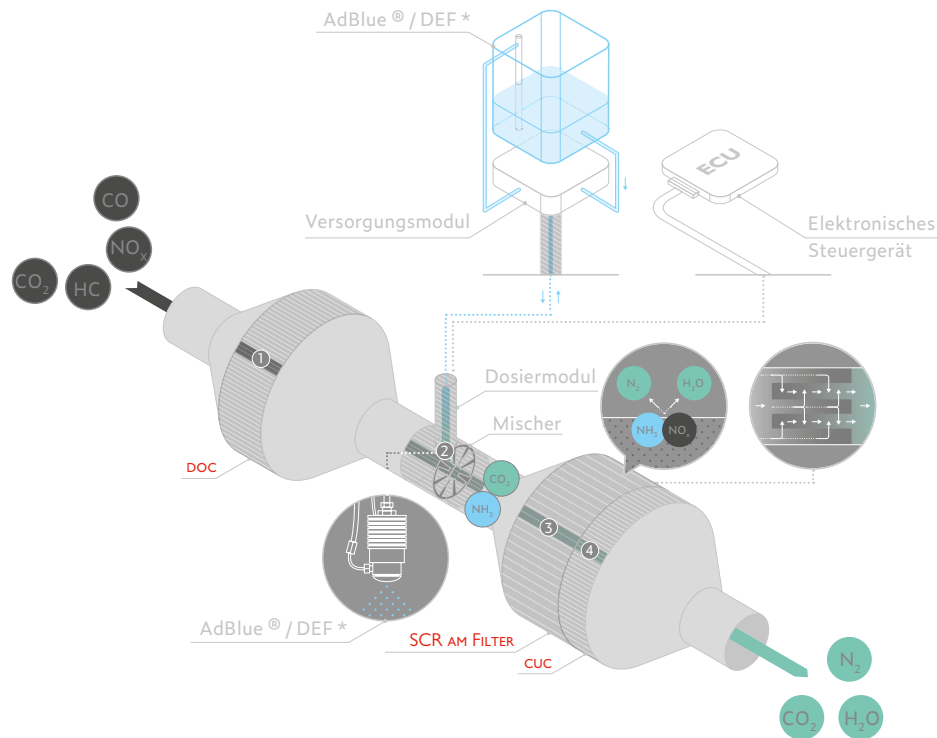 AdBlue ® / DEF *
ECU
Versorgungsmodul
Elektronisches
Steuergerät
CO
NOx
CO2
HC
1
Dosiermodul
Mischer
N2
H2O
NH3
NOx
2
CO2
NH3
DOC
3
4
AdBlue ® / DEF *
SCR AM FILTER
CUC
N2
CO2
H2O